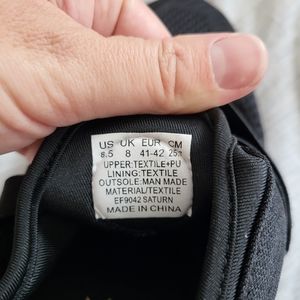 US UK EUR CM
8.5 8 41-42
UPPER:TEXTILE+PU
LINING:TEXTILE
OUTSOLE:MAN MADE
MATERIAL/TEXTILE
EF9042 SATURN
MADE IN CHINA